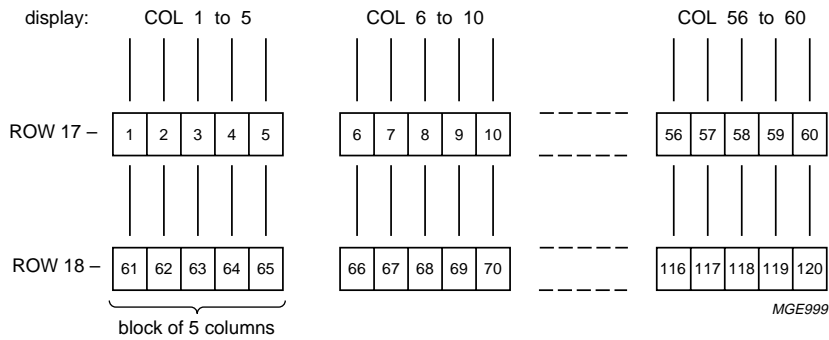 display: COL 1 to 5 COL 6 to 10 COL 56 to 60
ROW 17 – 1 2 3 4 5 6 7 8 9 10 56 57 58 59 60
ROW 18 – 61 62 63 64 65 66 67 68 69 70 116 117 118 119 120
MGE999
block of 5 columns